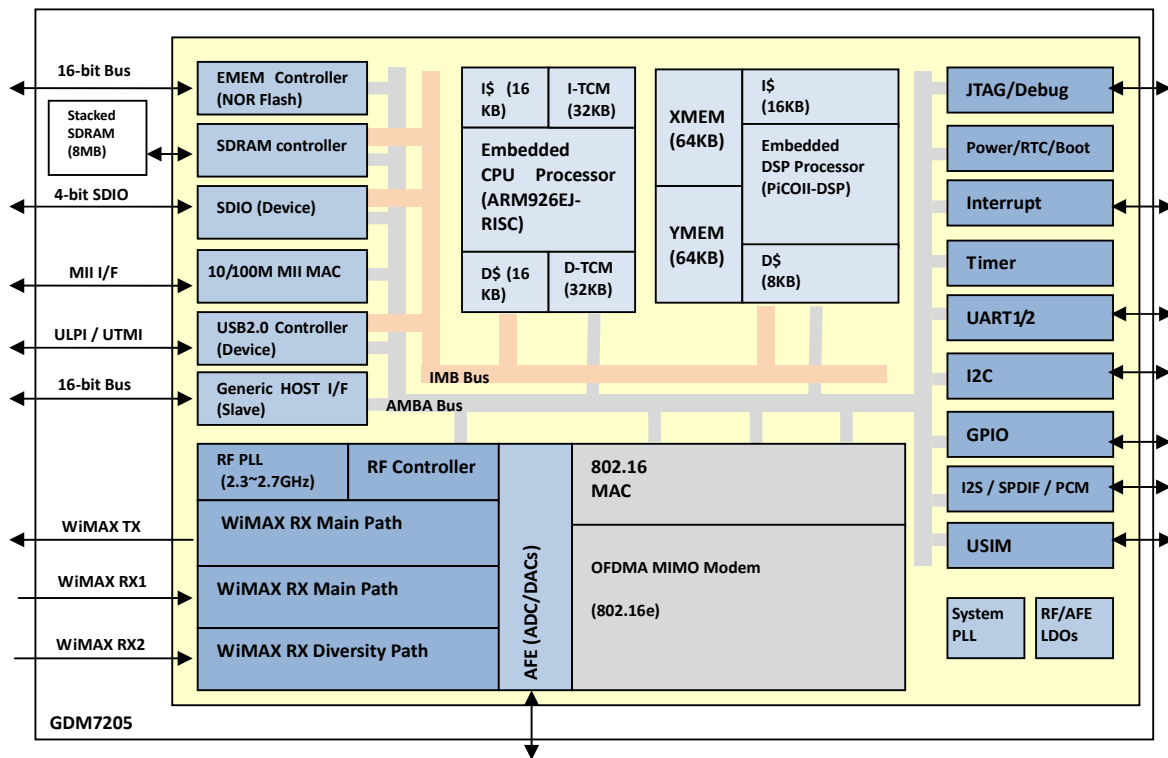 16-bit Bus
EMEM Controller
(NOR Flash)
Stacked
SDRAM
(8MB)
SDRAM controller
4-bit SDIO
SDIO (Device)
MII I/F
10/100M MII MAC
ULPI / UTMI
USB2.0 Controller
(Device)
16-bit Bus
Generic HOST I/F
(Slave)
I$ (16
KB)
I-TCM
(32KB)
Embedded
CPU Processor
(ARM926EJ-
RISC)
D$ (16
KB)
D-TCM
(32KB)
XMEM
(64KB)
YMEM
(64KB)
I$
(16KB)
Embedded
DSP Processor
(PiCOII-DSP)
D$
(8KB)
IMB Bus
AMBA Bus
JTAG/Debug
Power/RTC/Boot
Interrupt
Timer
UART1/2
I2C
GPIO
I2S / SPDIF / PCM
USIM
System
PLL
RF/AFE
LDOs
RF PLL
(2.3~2.7GHz)
RF Controller
WiMAX TX
WiMAX RX Main Path
WiMAX RX1
WiMAX RX Main Path
WiMAX RX2
WiMAX RX Diversity Path
AFE (ADC/DACs)
802.16
MAC
OFDMA MIMO Modem
(802.16e)
GDM7205